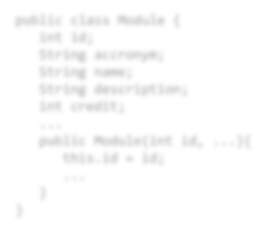 public class Module {
int id;
String accronym;
String name;
String description;
int credit;
...
public Module(int id, ...){
this.id = id;
...
}
}